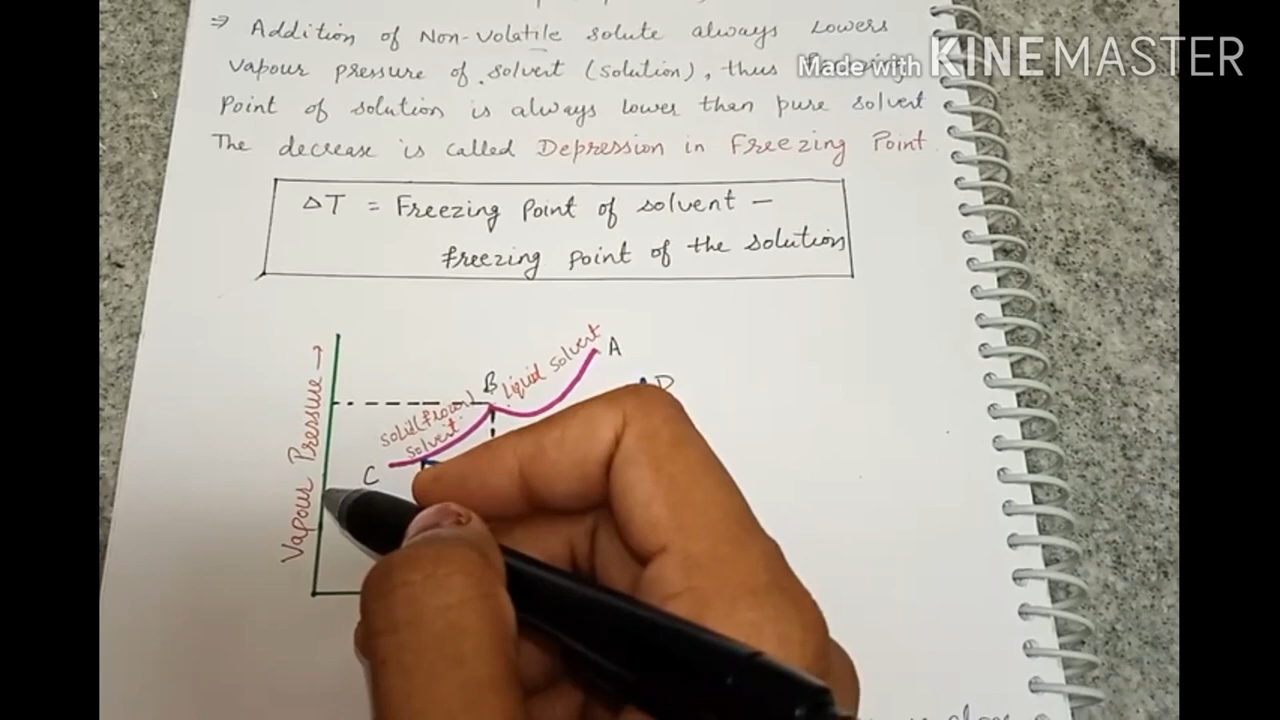 ⇒ Addition of Non-volatile solute always Lowers
Vapour pressure of solvent (solution), thus
Made with KINEMASTER
Point of solution is always lower then pure solvent
The decrease is called Depression in Freezing Point.
ΔT = Freezing Point of solvent –
freezing point of the solution
Vapour Pressure →
Solid (frozen)
solvent
Liquid solvent
A
B
C
D